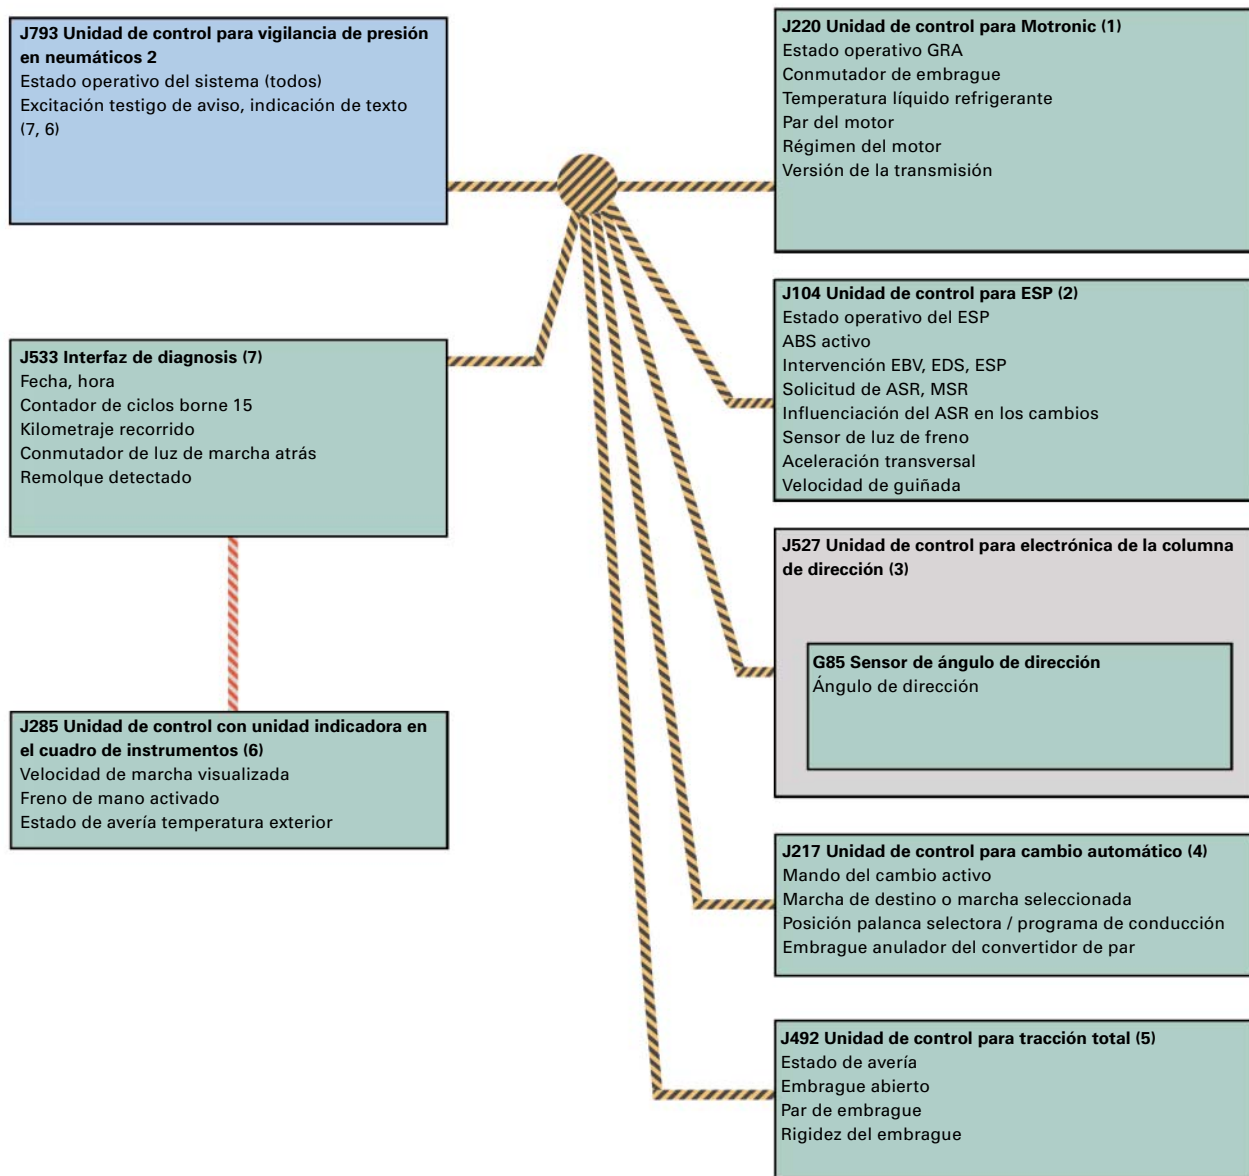 J793 Unidad de control para vigilancia de presión
en neumáticos 2
Estado operativo del sistema (todos)
Excitación testigo de aviso, indicación de texto
(7, 6)
J533 Interfaz de diagnosis (7)
Fecha, hora
Contador de ciclos borne 15
Kilometraje recorrido
Conmutador de luz de marcha atrás
Remolque detectado
J285 Unidad de control con unidad indicadora en
el cuadro de instrumentos (6)
Velocidad de marcha visualizada
Freno de mano activado
Estado de avería temperatura exterior
J220 Unidad de control para Motronic (1)
Estado operativo GRA
Conmutador de embrague
Temperatura líquido refrigerante
Par del motor
Régimen del motor
Versión de la transmisión
J104 Unidad de control para ESP (2)
Estado operativo del ESP
ABS activo
Intervención EBV, EDS, ESP
Solicitud de ASR, MSR
Influenciación del ASR en los cambios
Sensor de luz de freno
Aceleración transversal
Velocidad de guiñada
J527 Unidad de control para electrónica de la columna
de dirección (3)
G85 Sensor de ángulo de dirección
Ángulo de dirección
J217 Unidad de control para cambio automático (4)
Mando del cambio activo
Marcha de destino o marcha seleccionada
Posición palanca selectora / programa de conducción
Embrague anulador del convertidor de par
J492 Unidad de control para tracción total (5)
Estado de avería
Embrague abierto
Par de embrague
Rigidez del embrague